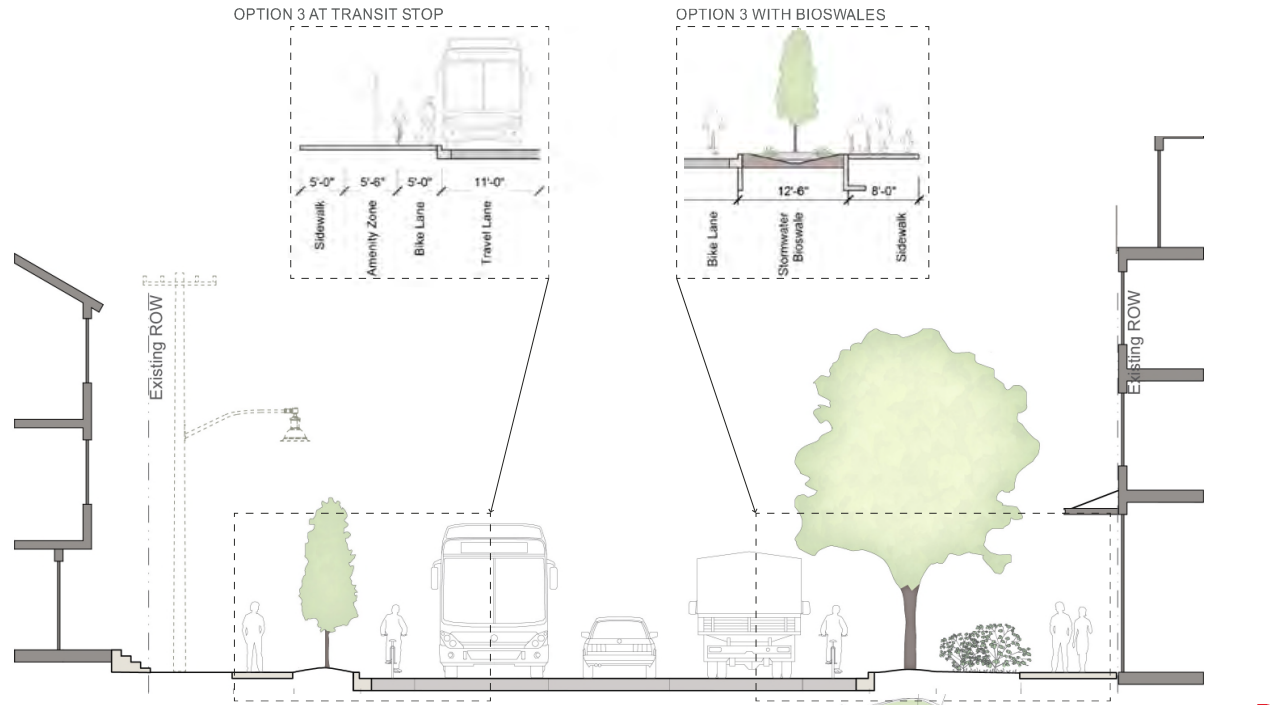 OPTION 3 AT TRANSIT STOP
OPTION 3 WITH BIOSWALES
5'-0" 5'-6" 5'-0" 11'-0"
Sidewalk
Amenity Zone
Bike Lane
Travel Lane
12'-6" 8'-0"
Bike Lane
Stormwater
Bioswale
Sidewalk
Existing ROW
Existing ROW